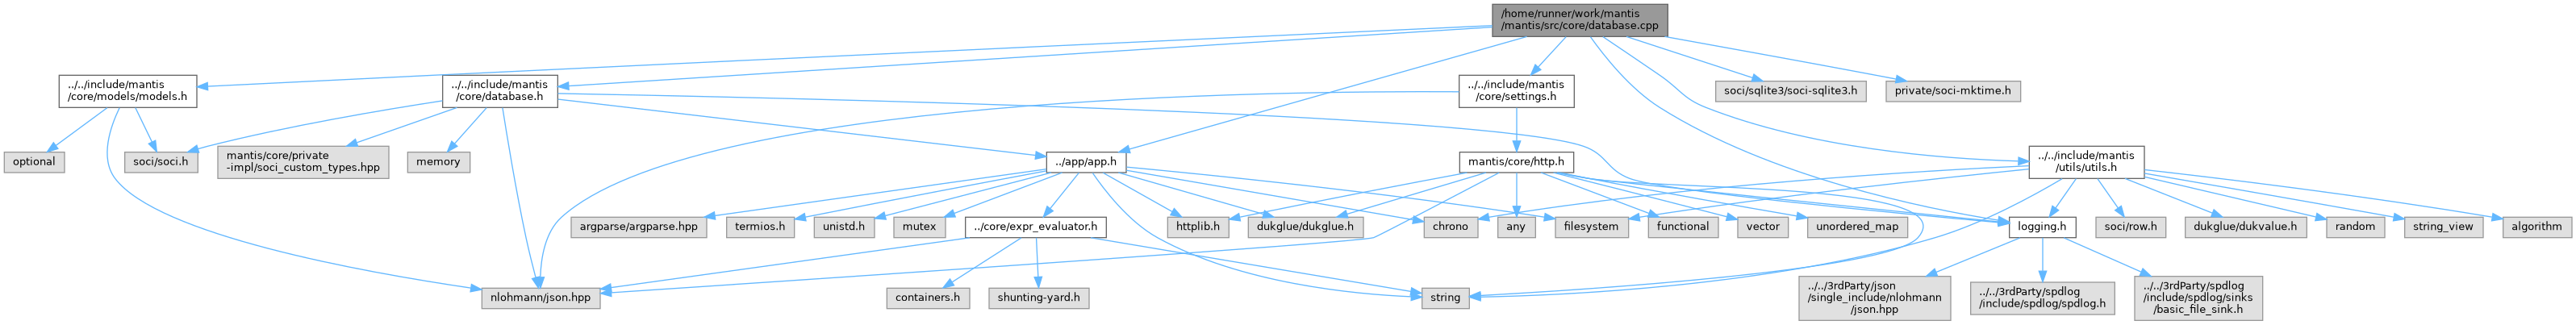 /home/runner/work/mantis
/mantis/src/core/database.cpp
../../include/mantis
/core/models/models.h
../../include/mantis
/core/database.h
../../include/mantis
/core/settings.h
soci/sqlite3/soci-sqlite3.h
private/soci-mktime.h
optional
soci/soci.h
mantis/core/private
-impl/soci_custom_types.hpp
memory
../app/app.h
mantis/core/http.h
../../include/mantis
/utils/utils.h
argparse/argparse.hpp
termios.h
unistd.h
mutex
../core/expr_evaluator.h
httplib.h
dukglue/dukglue.h
chrono
any
filesystem
functional
vector
unordered_map
logging.h
soci/row.h
dukglue/dukvalue.h
random
string_view
algorithm
nlohmann/json.hpp
containers.h
shunting-yard.h
string
../../3rdParty/json
/single_include/nlohmann
/json.hpp
../../3rdParty/spdlog
/include/spdlog/spdlog.h
../../3rdParty/spdlog
/include/spdlog/sinks
/basic_file_sink.h